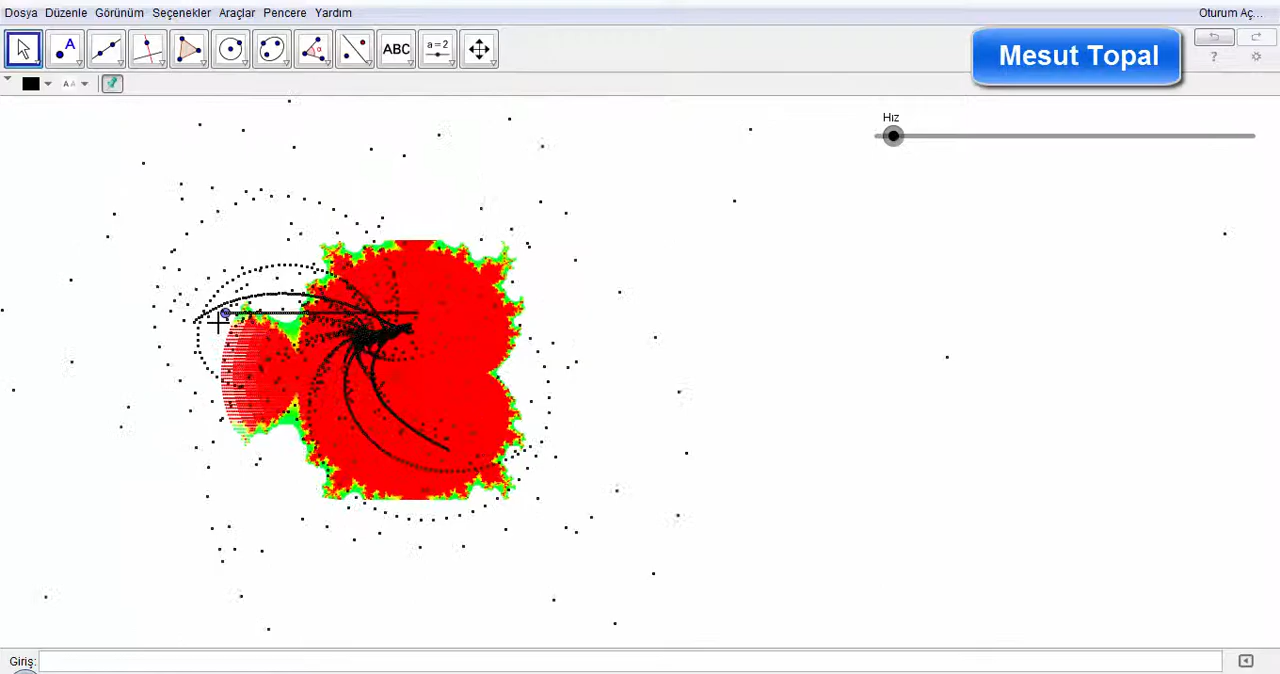 Dosya Düzenle Görünüm Seçenekler Araçlar Pencere Yardım Oturum Aç...
A ABC a = 2
Mesut Topal
?
A A
Hız
Giriş: